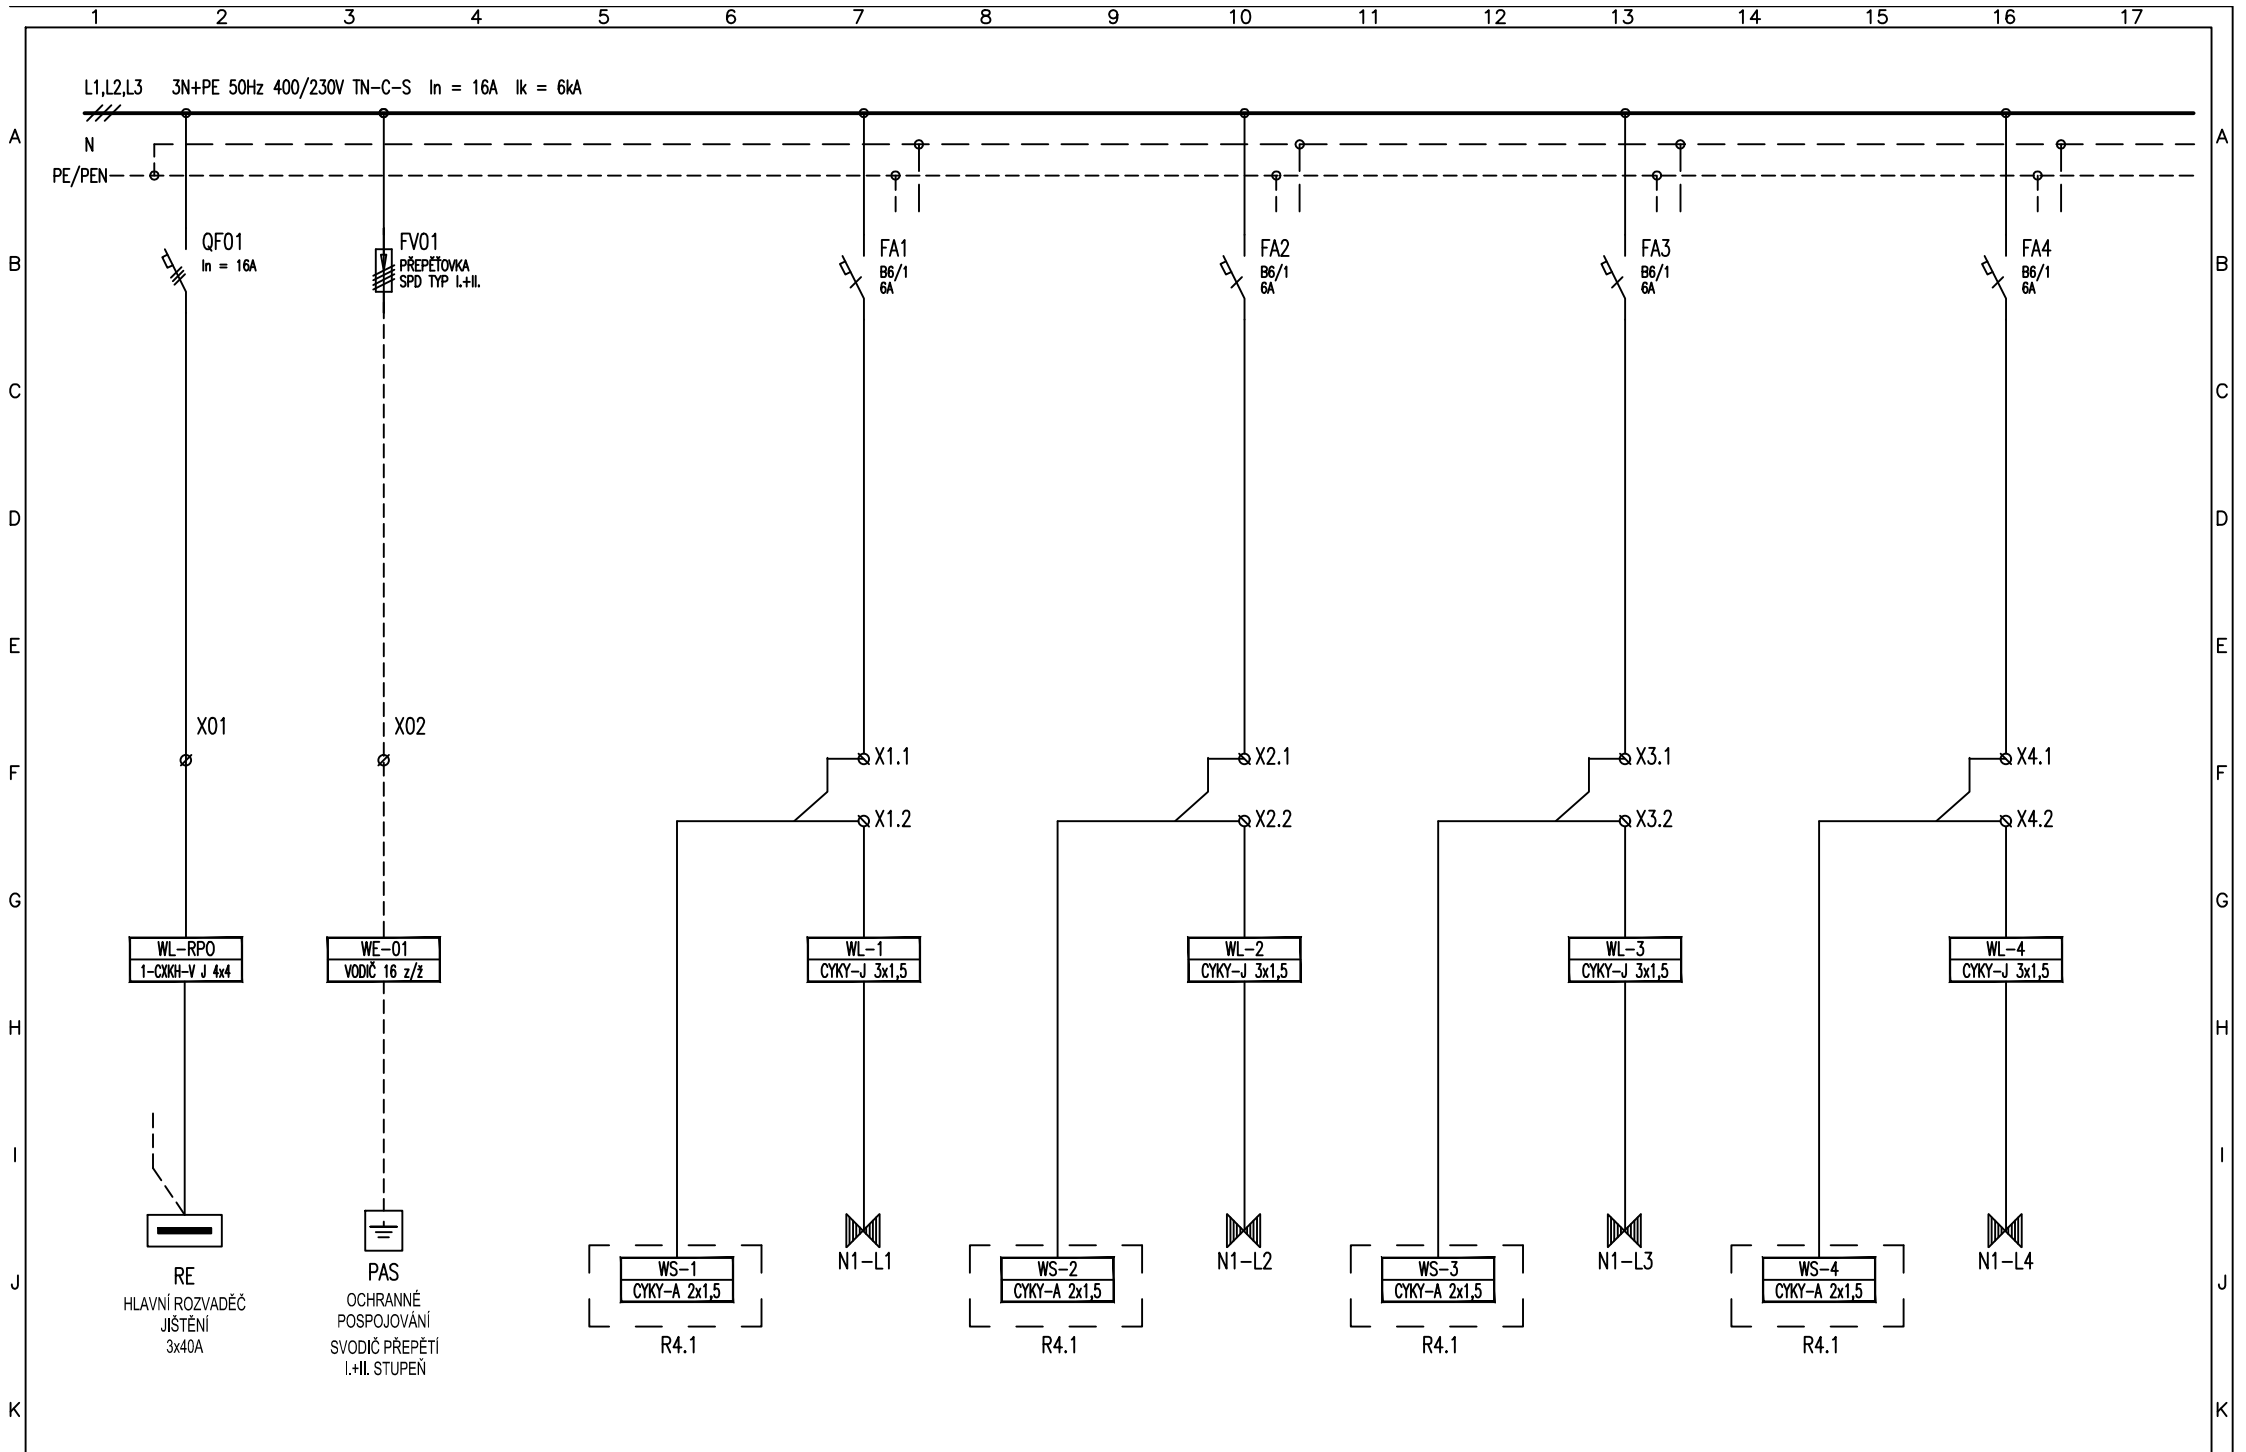 1 2 3 4 5 6 7 8 9 10 11 12 13 14 15 16 17
L1,L2,L3 3N+PE 50Hz 400/230V TN-C-S In = 16A Ik = 6kA
A N A
PE/PEN
QF01 FV01 FA1 FA2 FA3 FA4
B In = 16A PŘEPĚŤOVKA B6/1 B6/1 B6/1 B6/1 B
SPD TYP I.+II. 6A 6A 6A 6A
C C
D D
E E
X01 X02
X1.1 X2.1 X3.1 X4.1
F F
X1.2 X2.2 X3.2 X4.2
G G
WL-RPO WE-01 WL-1 WL-2 WL-3 WL-4
1-CXKH-V J 4x4 VODIČ 16 z/ž CYKY-J 3x1,5 CYKY-J 3x1,5 CYKY-J 3x1,5 CYKY-J 3x1,5
H H
I I
N1-L1 N1-L2 N1-L3 N1-L4
RE PAS WS-1 WS-2 WS-3 WS-4
J CYKY-A 2x1,5 CYKY-A 2x1,5 CYKY-A 2x1,5 CYKY-A 2x1,5 J
HLAVNÍ ROZVADĚČ OCHRANNÉ
JIŠTĚNÍ POSPOJOVÁNÍ
3x40A SVODIČ PŘEPĚTÍ R4.1 R4.1 R4.1 R4.1
I.+II. STUPEŇ
K K